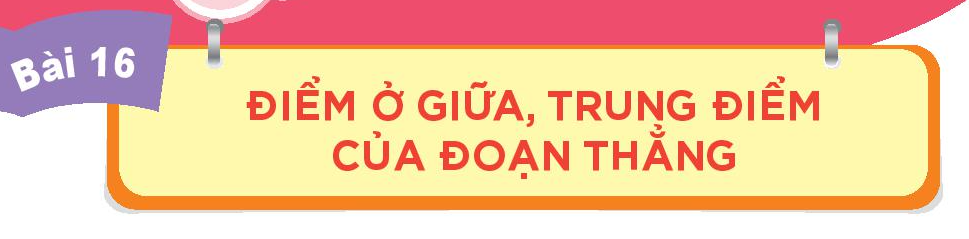 Bài 16
ĐIỂM Ở GIỮA, TRUNG ĐIỂM
CỦA ĐOẠN THẲNG